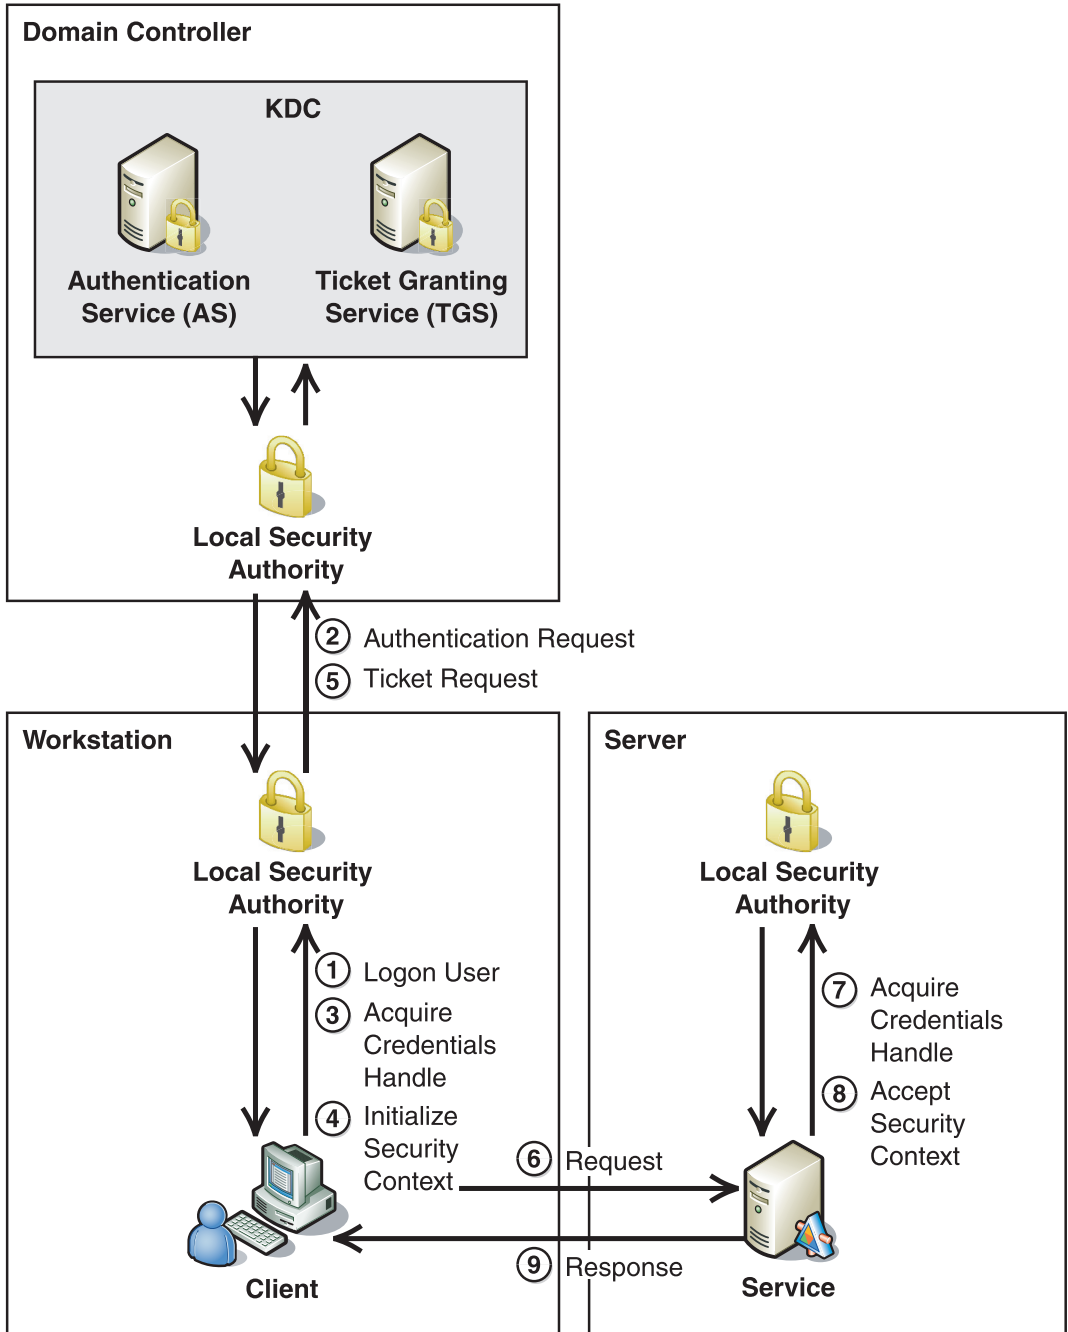 Domain Controller
KDC
Authentication
Service (AS)
Ticket Granting
Service (TGS)
Local Security
Authority
2 Authentication Request
5 Ticket Request
Workstation
Local Security
Authority
1 Logon User
3 Acquire
Credentials
Handle
4 Initialize
Security
Context
Client
Server
Local Security
Authority
7 Acquire
Credentials
Handle
8 Accept
Security
Context
6 Request
9 Response
Service